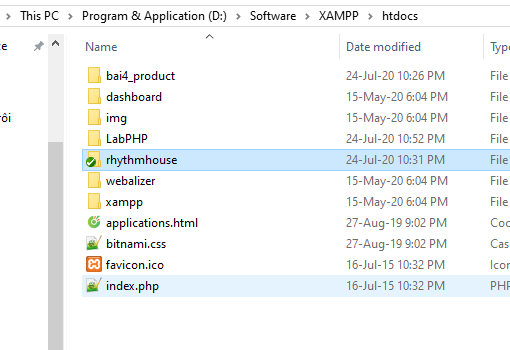 This PC > Program & Application (D:) > Software > XAMPP > htdocs
Name Date modified Type
bai4_product 24-Jul-20 10:26 PM File
dashboard 15-May-20 6:04 PM File
img 15-May-20 6:04 PM File
LabPHP 24-Jul-20 10:52 PM File
rhythmhouse 24-Jul-20 10:31 PM File
webalizer 15-May-20 6:04 PM File
xampp 15-May-20 6:04 PM File
applications.html 27-Aug-19 9:02 PM Coc
bitnami.css 27-Aug-19 9:02 PM Cas
favicon.ico 16-Jul-15 10:32 PM Icon
index.php 16-Jul-15 10:32 PM PHP